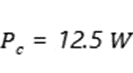 P_c = 12.5 W